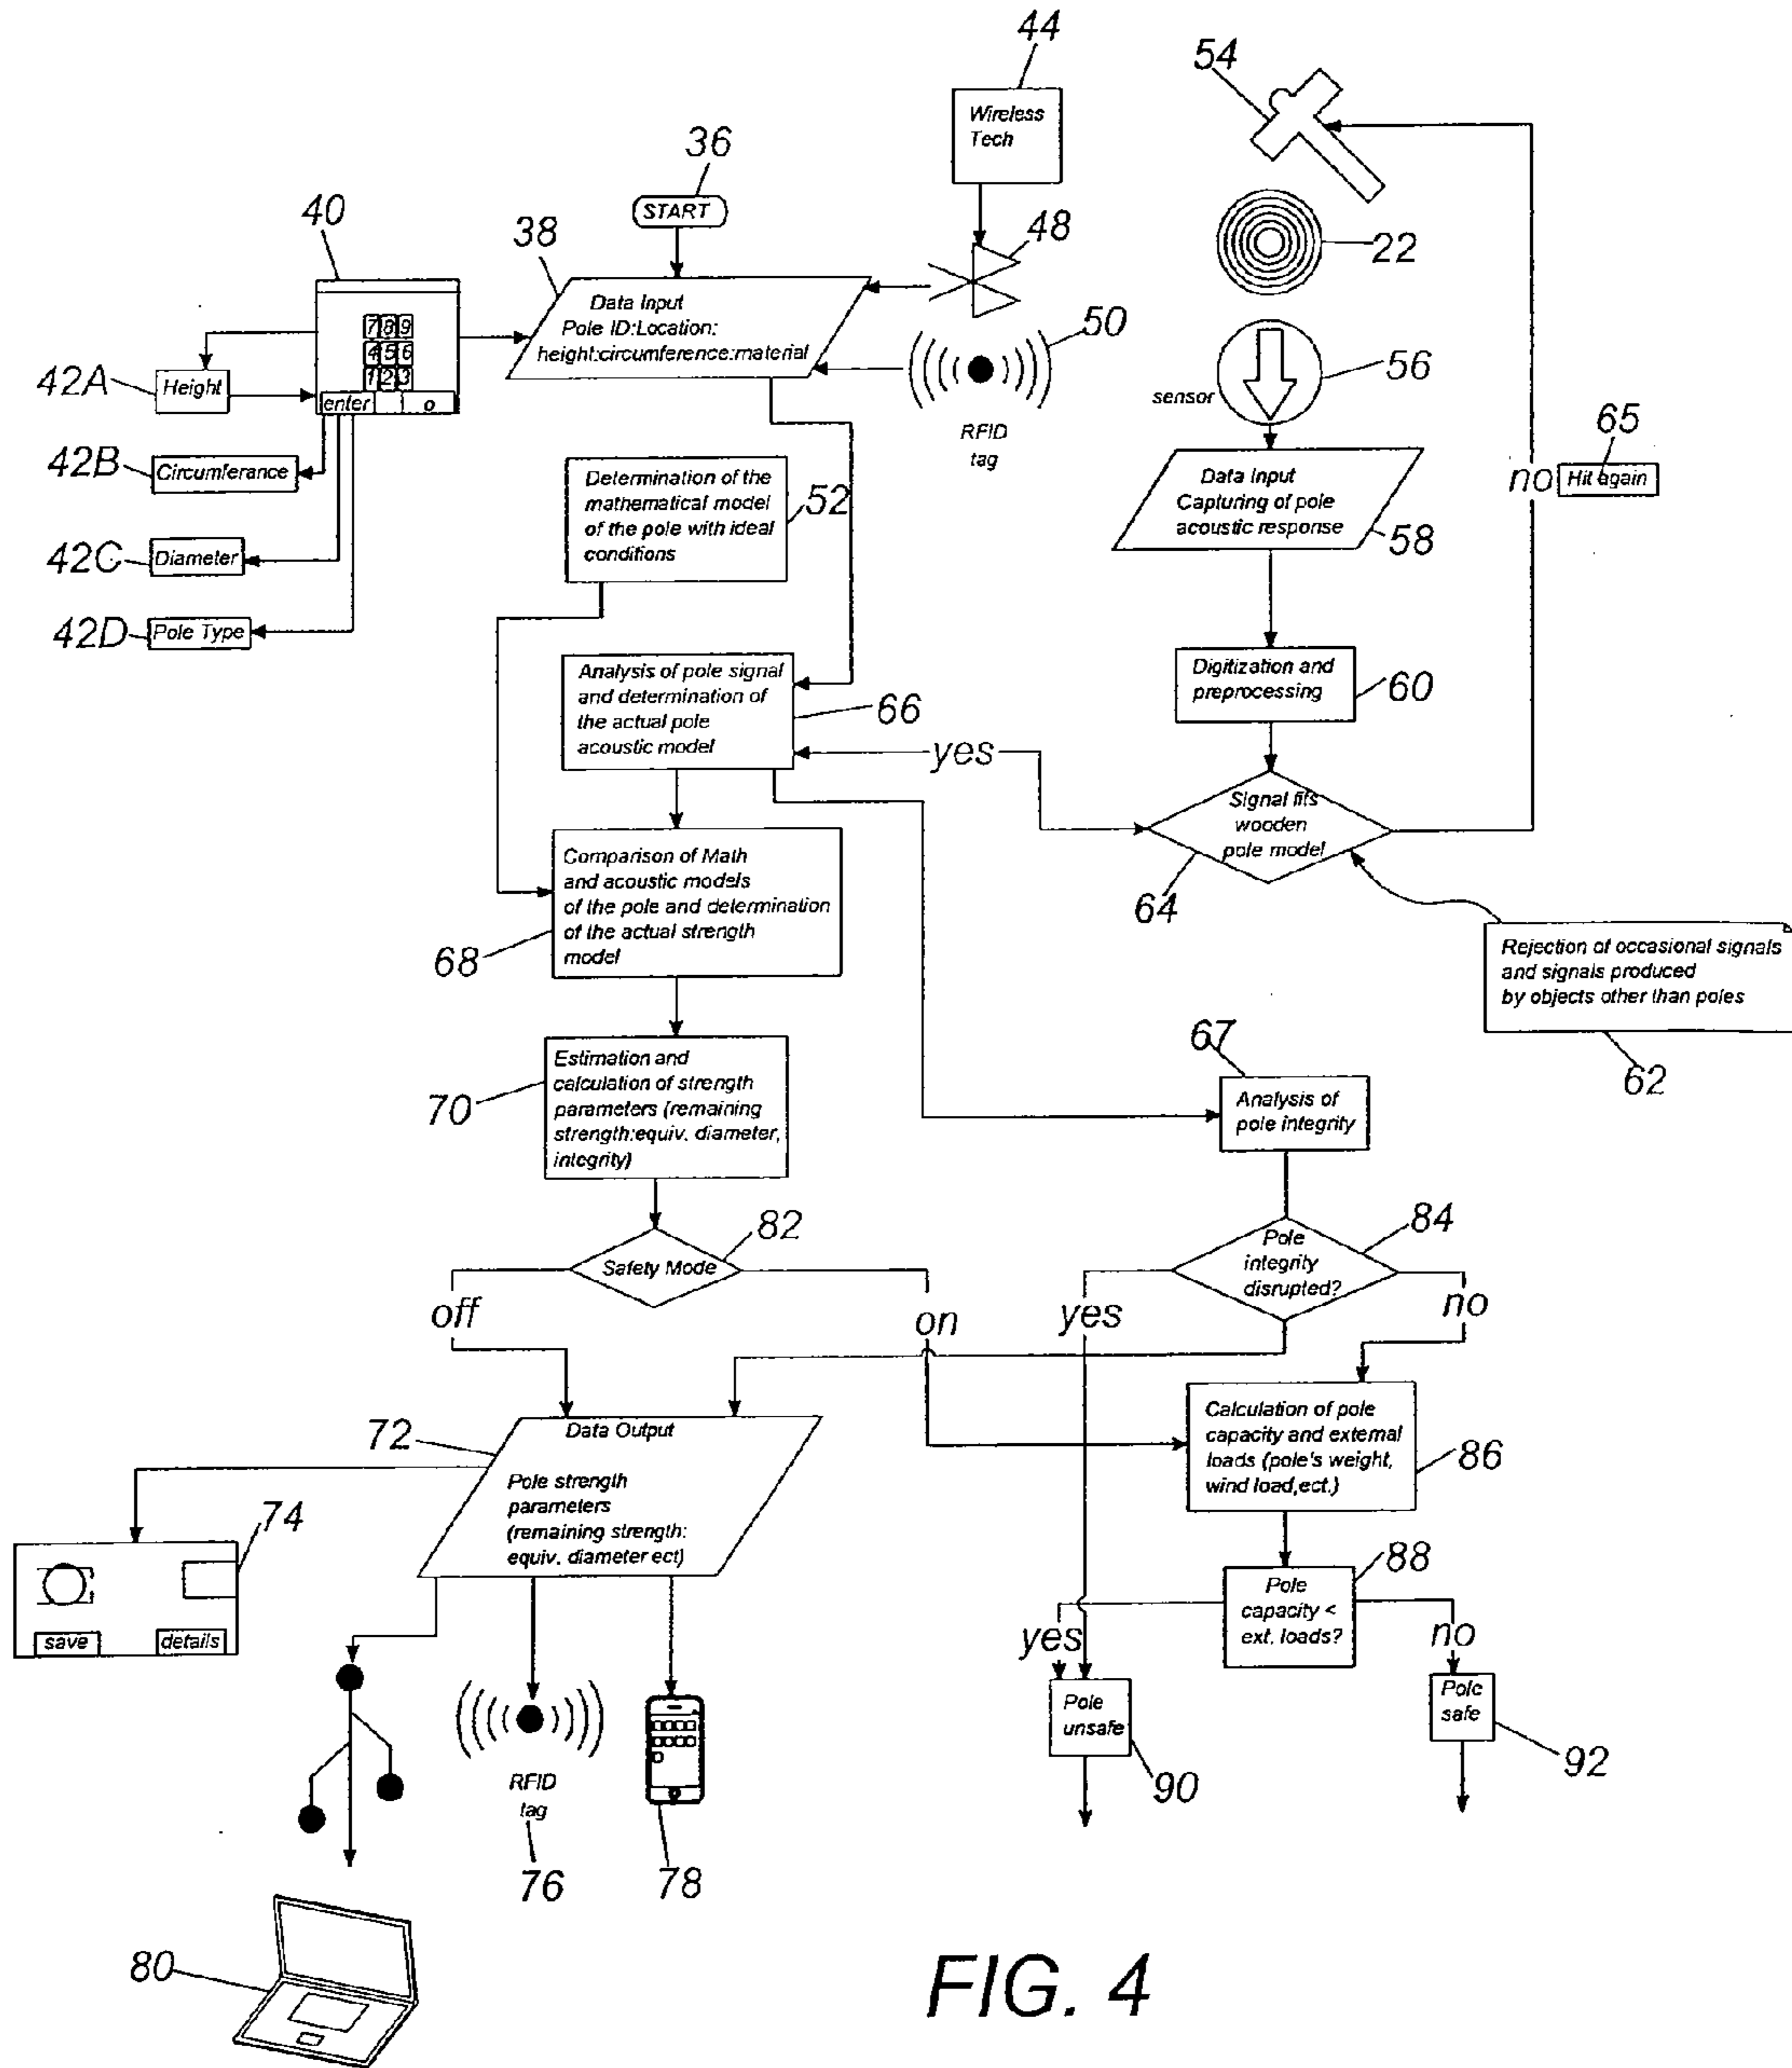 44
54
Wireless
Tech
36
START
40
38
48
22
Data Input
Pole ID:Location:
height:circumference:material
7 8 9
4 5 6
1 2 3
enter
o
50
RFID
tag
56
sensor
42A
Height
42B
Circumferance
42C
Diameter
42D
Pole Type
Determination of the
mathematical model
of the pole with ideal
conditions
52
Data Input
Capturing of pole
acoustic response
58
65
no
Hit again
Digitization and
preprocessing
60
Analysis of pole signal
and determination of
the actual pole
acoustic model
66
yes
Signal fits
wooden
pole model
64
Comparison of Math
and acoustic models
of the pole and determination
of the actual strength
model
68
Rejection of occasional signals
and signals produced
by objects other than poles
62
67
Analysis of
pole integrity
Estimation and
calculation of strength
parameters (remaining
strength:equiv. diameter,
integrity)
70
82
Safety Mode
off
on
84
Pole
integrity
disrupted?
yes
no
72
Data Output
Pole strength
parameters
(remaining strength:
equiv. diameter ect)
Calculation of pole
capacity and external
loads (pole's weight,
wind load,ect.)
86
74
save
details
88
Pole
capacity <
ext. loads?
yes
no
Pole
unsafe
90
Pole
safe
92
RFID
tag
76
78
80
FIG. 4